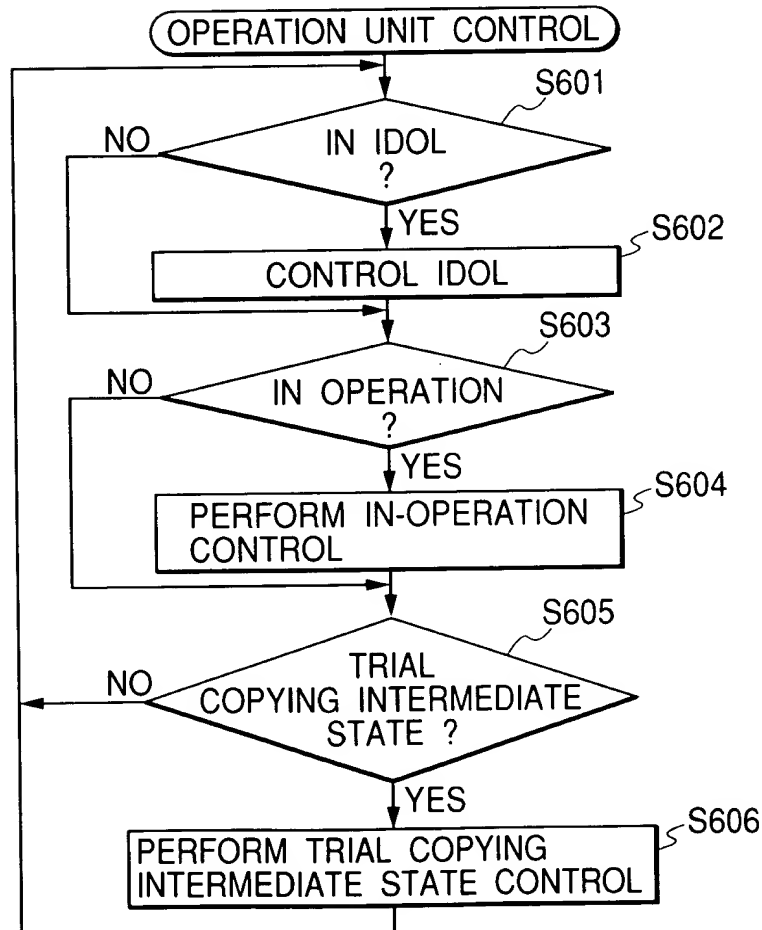 OPERATION UNIT CONTROL
S601
NO
IN IDOL
?
YES
S602
CONTROL IDOL
S603
NO
IN OPERATION
?
YES
S604
PERFORM IN-OPERATION
CONTROL
S605
NO
TRIAL
COPYING INTERMEDIATE
STATE ?
YES
S606
PERFORM TRIAL COPYING
INTERMEDIATE STATE CONTROL